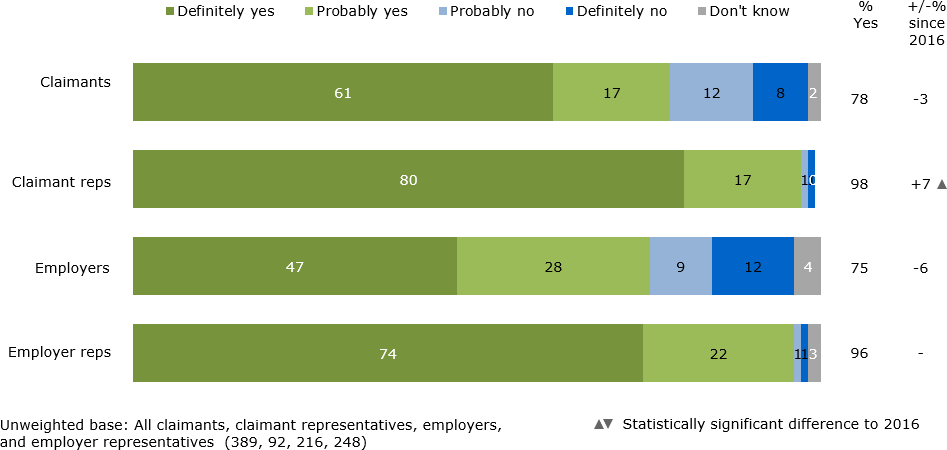 Definitely yes Probably yes Probably no Definitely no Don't know
% Yes
+/-% since 2016
Claimants 61 17 12 8 2 78 -3
Claimant reps 80 17 1 0 98 +7 ▲
Employers 47 28 9 12 4 75 -6
Employer reps 74 22 1 1 3 96 -
Unweighted base: All claimants, claimant representatives, employers,
and employer representatives (389, 92, 216, 248)
▲▼ Statistically significant difference to 2016